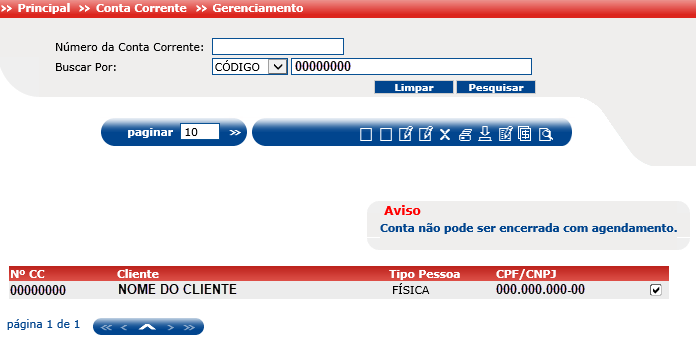 >> Principal >> Conta Corrente >> Gerenciamento
Número da Conta Corrente:
Buscar Por: CÓDIGO 00000000
Limpar Pesquisar
paginar 10 >>
Aviso
Conta não pode ser encerrada com agendamento.
Nº CC Cliente Tipo Pessoa CPF/CNPJ
00000000 NOME DO CLIENTE FÍSICA 000.000.000-00
página 1 de 1 << < > >>